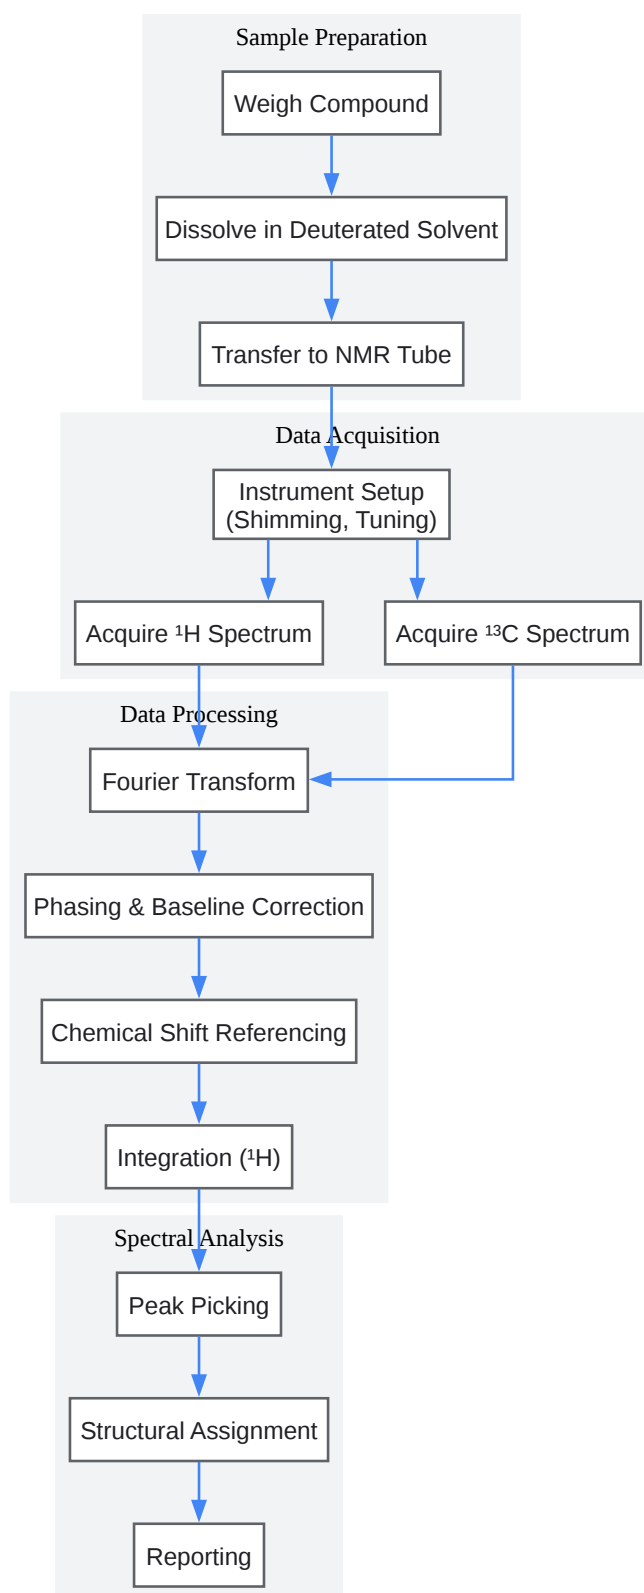 Sample Preparation
Weigh Compound
Dissolve in Deuterated Solvent
Transfer to NMR Tube
Data Acquisition
Instrument Setup
(Shimming, Tuning)
Acquire ¹H Spectrum
Acquire ¹³C Spectrum
Data Processing
Fourier Transform
Phasing & Baseline Correction
Chemical Shift Referencing
Integration (¹H)
Spectral Analysis
Peak Picking
Structural Assignment
Reporting